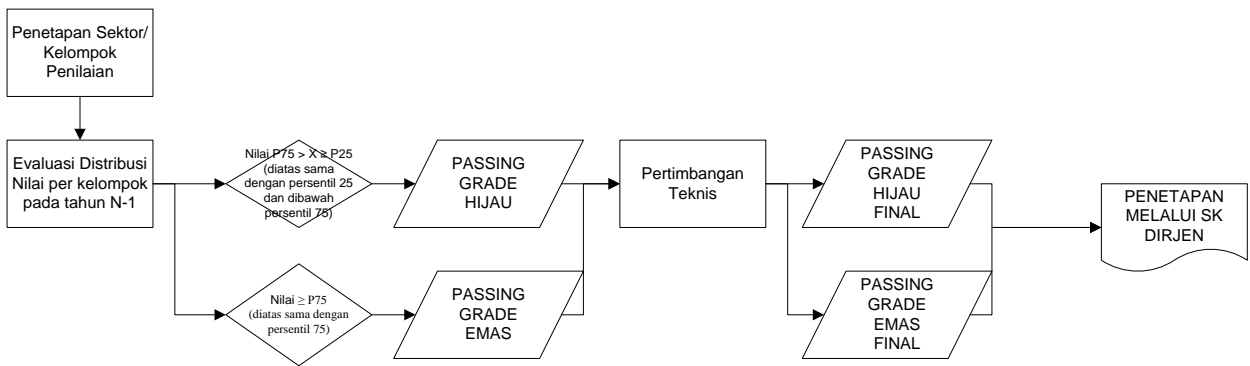 Penetapan Sektor/
Kelompok
Penilaian
Evaluasi Distribusi
Nilai per kelompok
pada tahun N-1
Nilai P75 > X ≥ P25
(diatas sama
dengan persentil 25
dan dibawah
persentil 75)
PASSING
GRADE
HIJAU
Nilai ≥ P75
(diatas sama dengan
persentil 75)
PASSING
GRADE
EMAS
Pertimbangan
Teknis
PASSING
GRADE
HIJAU
FINAL
PASSING
GRADE
EMAS
FINAL
PENETAPAN
MELALUI SK
DIRJEN